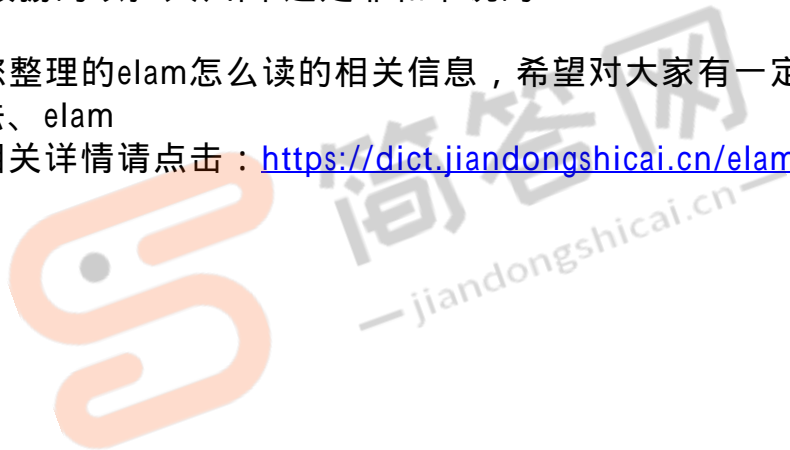 整理的elam怎么读的相关信息，希望对大家有一定
、elam
关详情请点击：https://dict.jiandongshicai.cn/elam
简答网
jiandongshicai.cn